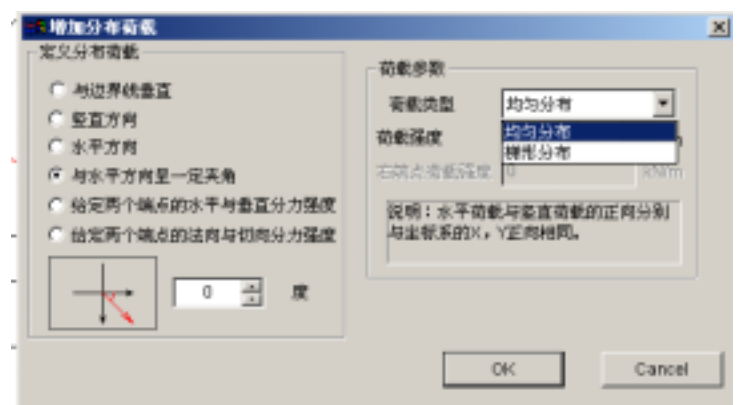 增加分布荷载
定义分布荷载
与边界线垂直
竖直方向
水平方向
与水平方向呈一定夹角
给定两个端点的水平与垂直分力强度
给定两个端点的法向与切向分力强度
0 度
荷载参数
荷载类型 均匀分布
均匀分布
梯形分布
荷载强度
右端点荷载强度 0 kN/m
说明:水平荷载与竖直荷载的正向分别
与坐标系的X,Y正向相同。
OK Cancel